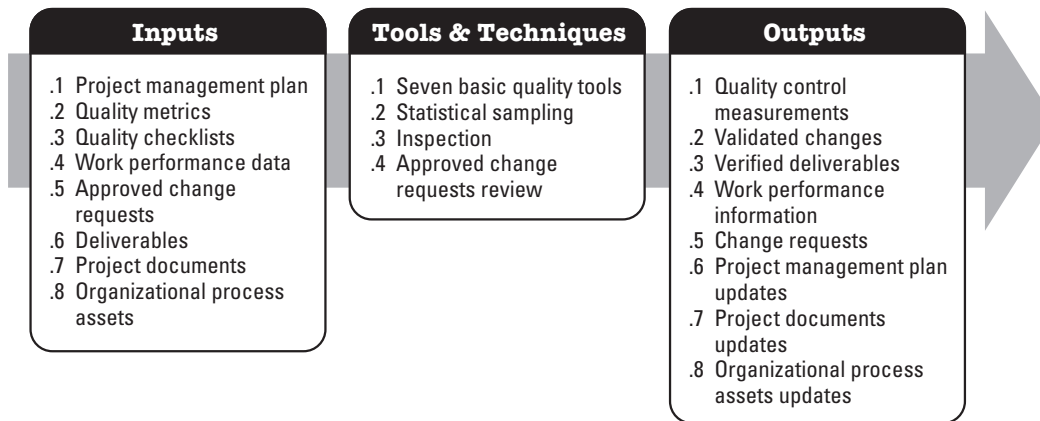 Inputs
.1 Project management plan
.2 Quality metrics
.3 Quality checklists
.4 Work performance data
.5 Approved change
requests
.6 Deliverables
.7 Project documents
.8 Organizational process
assets
Tools & Techniques
.1 Seven basic quality tools
.2 Statistical sampling
.3 Inspection
.4 Approved change
requests review
Outputs
.1 Quality control
measurements
.2 Validated changes
.3 Verified deliverables
.4 Work performance
information
.5 Change requests
.6 Project management plan
updates
.7 Project documents
updates
.8 Organizational process
assets updates